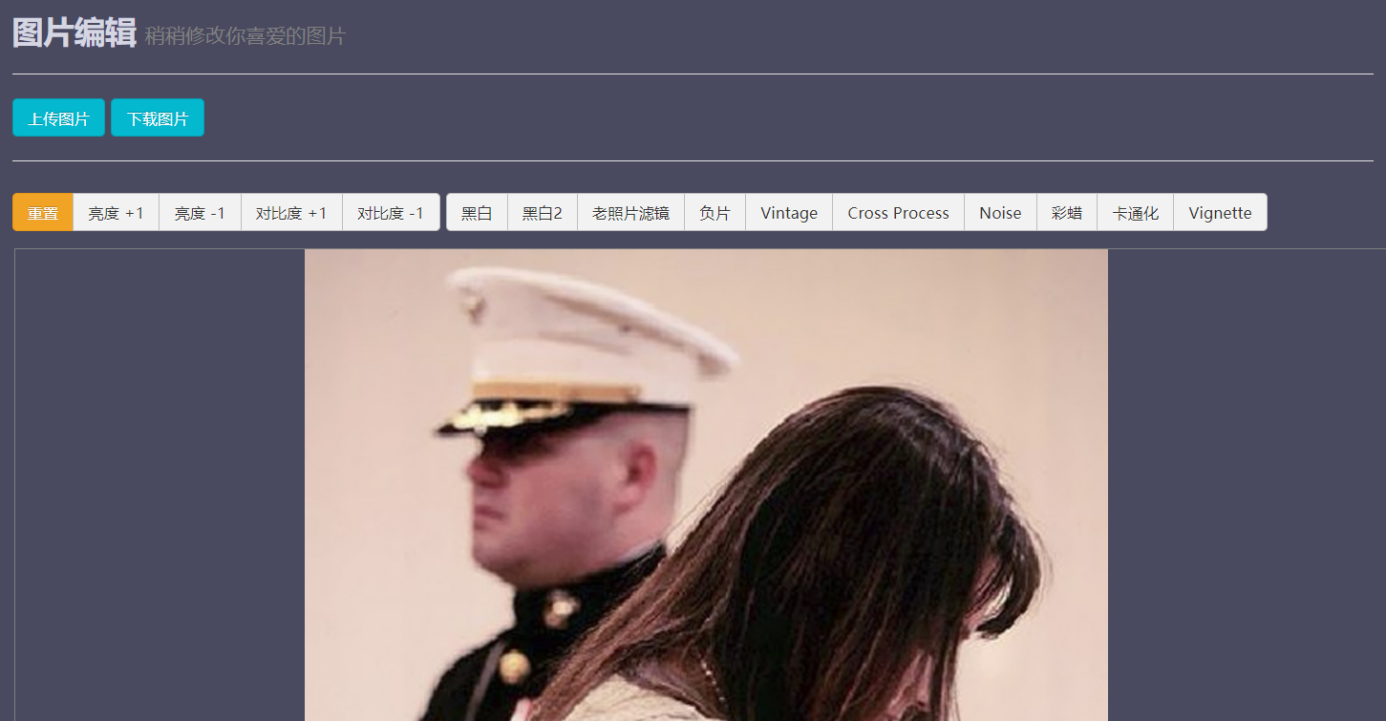 图片编辑 稍稍修改你喜爱的图片
上传图片 下载图片
重置 亮度 +1 亮度 -1 对比度 +1 对比度 -1 黑白 黑白2 老照片滤镜 负片 Vintage Cross Process Noise 彩蜡 卡通化 Vignette